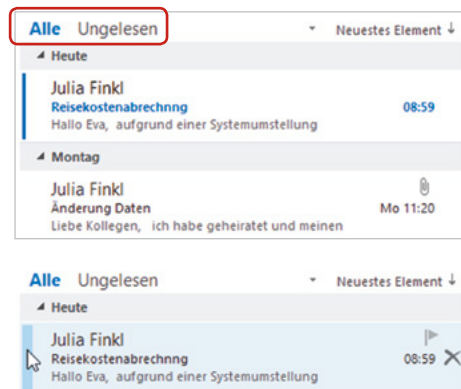 Alle Ungelesen Neuestes Element ↓
Heute
Julia Finkl
Reisekostenabrechnng 08:59
Hallo Eva, aufgrund einer Systemumstellung
Montag
Julia Finkl
Änderung Daten Mo 11:20
Liebe Kollegen, ich habe geheiratet und meinen
Alle Ungelesen Neuestes Element ↓
Heute
Julia Finkl
Reisekostenabrechnng 08:59
Hallo Eva, aufgrund einer Systemumstellung